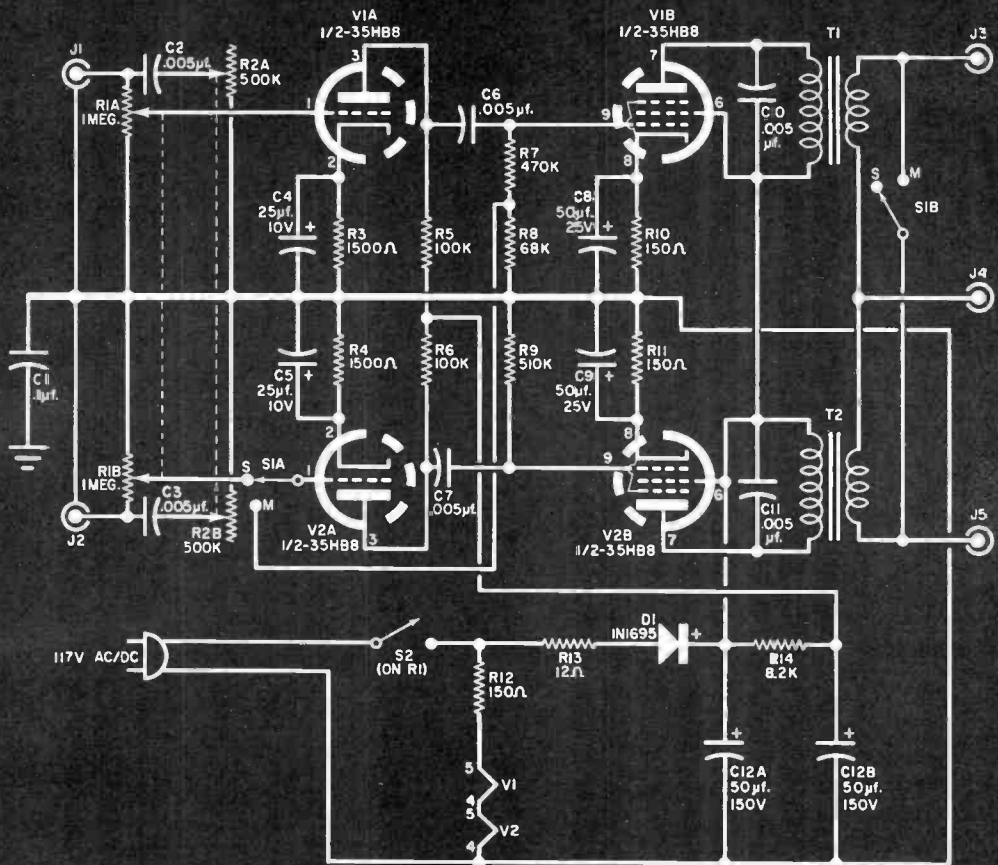 V1A
1/2-35HB8
V1B
1/2-35HB8
J1
C2
.005µf.
R2A
500K
3
7
T1
J3
R1A
1 MEG.
1
C6
.005µf.
9
6
C10
.005
µf.
2
8
R7
470K
S
M
S1B
C4
25µf.
10V
+
R3
1500Ω
R5
100K
R8
68K
C8
50µf.
25V
+
R10
150Ω
J4
C11
.1µf.
R4
1500Ω
R6
100K
R9
510K
R11
150Ω
C5
25µf.
10V
+
C9
50µf.
25V
+
T2
2
8
R1B
1 MEG.
S
S1A
1
9
6
M
C3
.005µf.
C7
.005µf.
C11
.005
µf.
J2
R2B
500K
V2A
1/2-35HB8
3
V2B
1/2-35HB8
7
J5
117V AC/DC
S2
(ON R1)
D1
1N1695
+
R13
12Ω
R14
8.2K
R12
150Ω
5
V1
4
5
V2
4
+
C12A
50µf.
150V
+
C12B
50µf.
150V